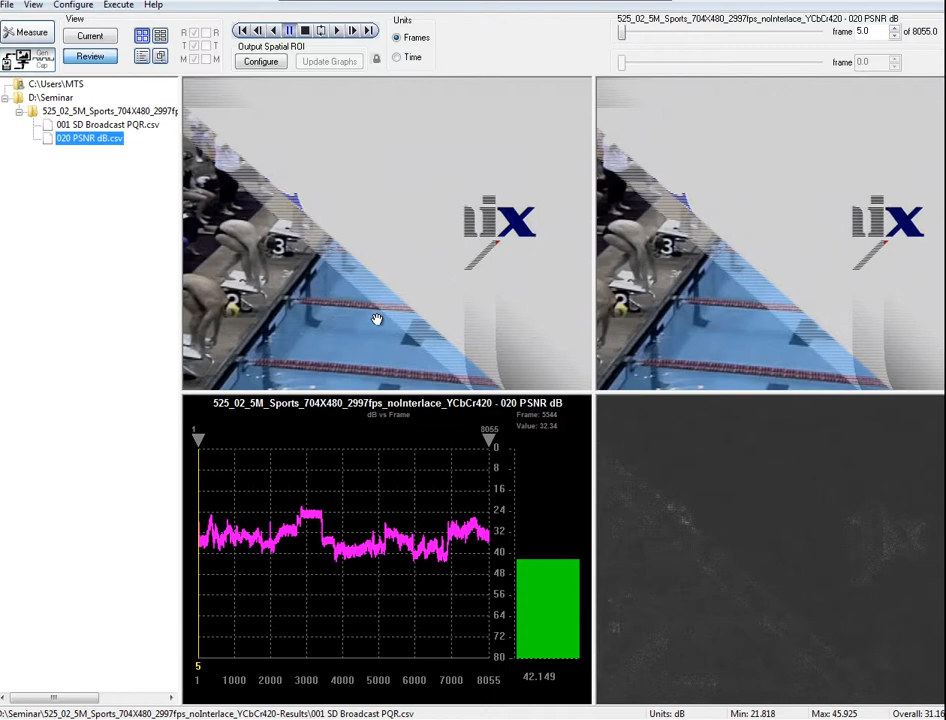 File View Configure Execute Help
Measure
View
Current
Review
R
T
M
R
T
M
Output Spatial ROI
Configure
Update Graphs
Units
Frames
Time
525_02_5M_Sports_704X480_2997fps_noInterlace_YCbCr420 - 020 PSNR dB
frame 5.0 of 8055.0
frame 0.0
Gen
Cap
C:\Users\MTS
D:\Seminar
525_02_5M_Sports_704X480_2997fp
001 SD Broadcast PQR.csv
020 PSNR dB.csv
3
3
525_02_5M_Sports_704X480_2997fps_noInterlace_YCbCr420 - 020 PSNR dB
dB vs Frame
Frame: 5544
Value: 32.34
1
8055
0
8
16
24
32
40
48
56
64
72
80
5
1 1000 2000 3000 4000 5000 6000 7000 8055
42.149
D:\Seminar\525_02_5M_Sports_704X480_2997fps_noInterlace_YCbCr420-Results\001 SD Broadcast PQR.csv
Units: dB
Min: 21.818
Max: 45.925
Overall: 31.16